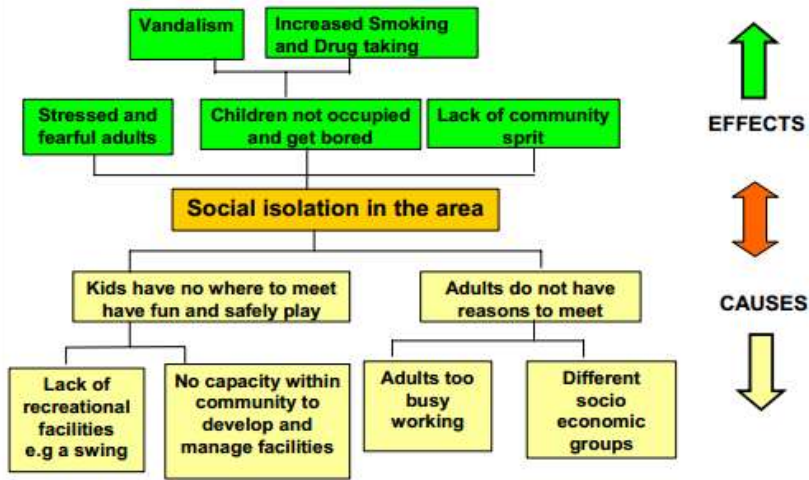 Vandalism
Increased Smoking
and Drug taking
Stressed and
fearful adults
Children not occupied
and get bored
Lack of community
sprit
EFFECTS
Social isolation in the area
Kids have no where to meet
have fun and safely play
Adults do not have
reasons to meet
CAUSES
Lack of
recreational
facilities
e.g a swing
No capacity within
community to
develop and
manage facilities
Adults too
busy
working
Different
socio
economic
groups